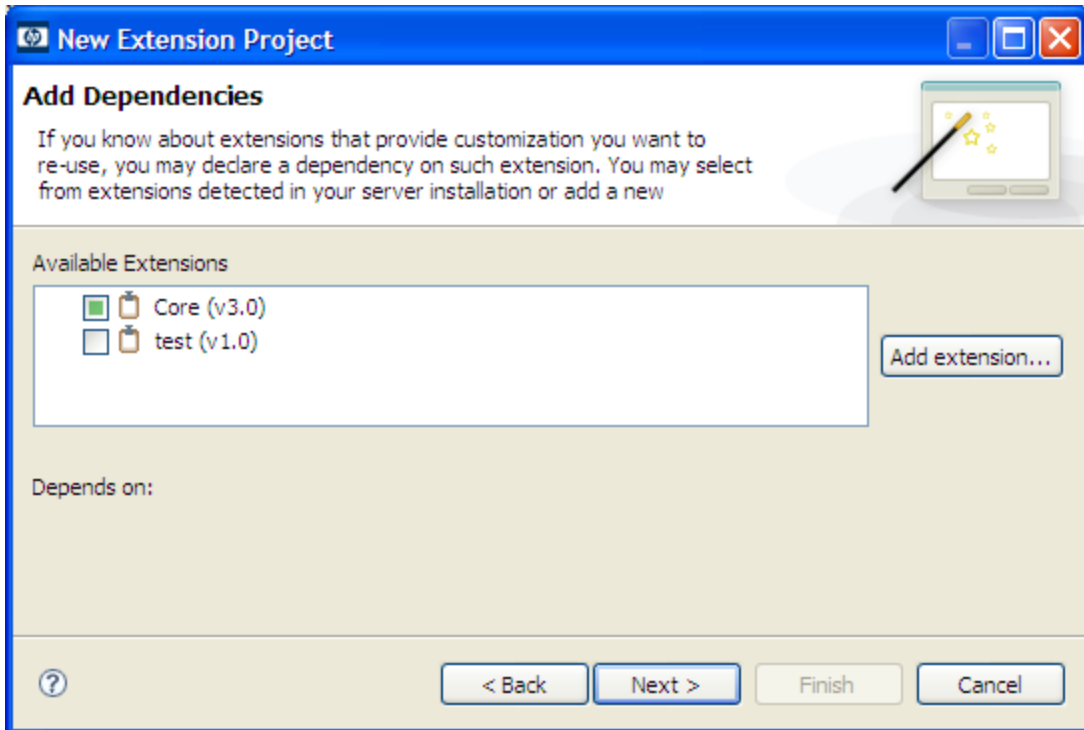 New Extension Project
Add Dependencies
If you know about extensions that provide customization you want to
re-use, you may declare a dependency on such extension. You may select
from extensions detected in your server installation or add a new
Available Extensions
Core (v3.0)
test (v1.0)
Add extension...
Depends on:
?
< Back
Next >
Finish
Cancel